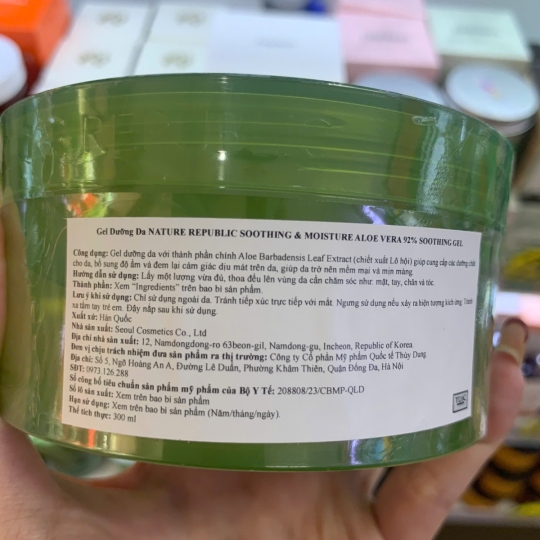 Gel Dưỡng Da NATURE REPUBLIC SOOTHING & MOISTURE ALOE VERA 92% SOOTHING GEL
Công dụng: Gel dưỡng da với thành phần chính Aloe Barbadensis Leaf Extract (chiết xuất Lô hội) giúp cung cấp các dưỡng chất
cho da, bổ sung độ ẩm và đem lại cảm giác dịu mát trên da, giúp da trở nên mềm mại và mịn màng.
Hướng dẫn sử dụng: Lấy một lượng vừa đủ, thoa đều lên vùng da cần chăm sóc như: mặt, tay, chân và tóc.
Thành phần: Xem “Ingredients” trên bao bì sản phẩm.
Lưu ý khi sử dụng: Chỉ sử dụng ngoài da. Tránh tiếp xúc trực tiếp với mắt. Ngưng sử dụng nếu xảy ra hiện tượng kích ứng. Tránh
xa tầm tay trẻ em. Đậy nắp sau khi sử dụng.
Xuất xứ: Hàn Quốc
Nhà sản xuất: Seoul Cosmetics Co., Ltd
Địa chỉ nhà sản xuất: 12, Namdongdong-ro 63beon-gil, Namdong-gu, Incheon, Republic of Korea.
Đơn vị chịu trách nhiệm đưa sản phẩm ra thị trường: Công ty Cổ phần Mỹ phẩm Quốc tế Thùy Dung
Địa chỉ: Số 5, Ngõ Hoàng An A, Đường Lê Duẩn, Phường Khâm Thiên, Quận Đống Đa, Hà Nội
SĐT: 0973.126.288
Số công bố tiêu chuẩn sản phẩm mỹ phẩm của Bộ Y Tế: 208808/23/CBMP-QLD
Số lô sản xuất: Xem trên bao bì sản phẩm
Hạn sử dụng: Xem trên bao bì sản phẩm (Năm/tháng/ngày).
Thể tích thực: 300 ml